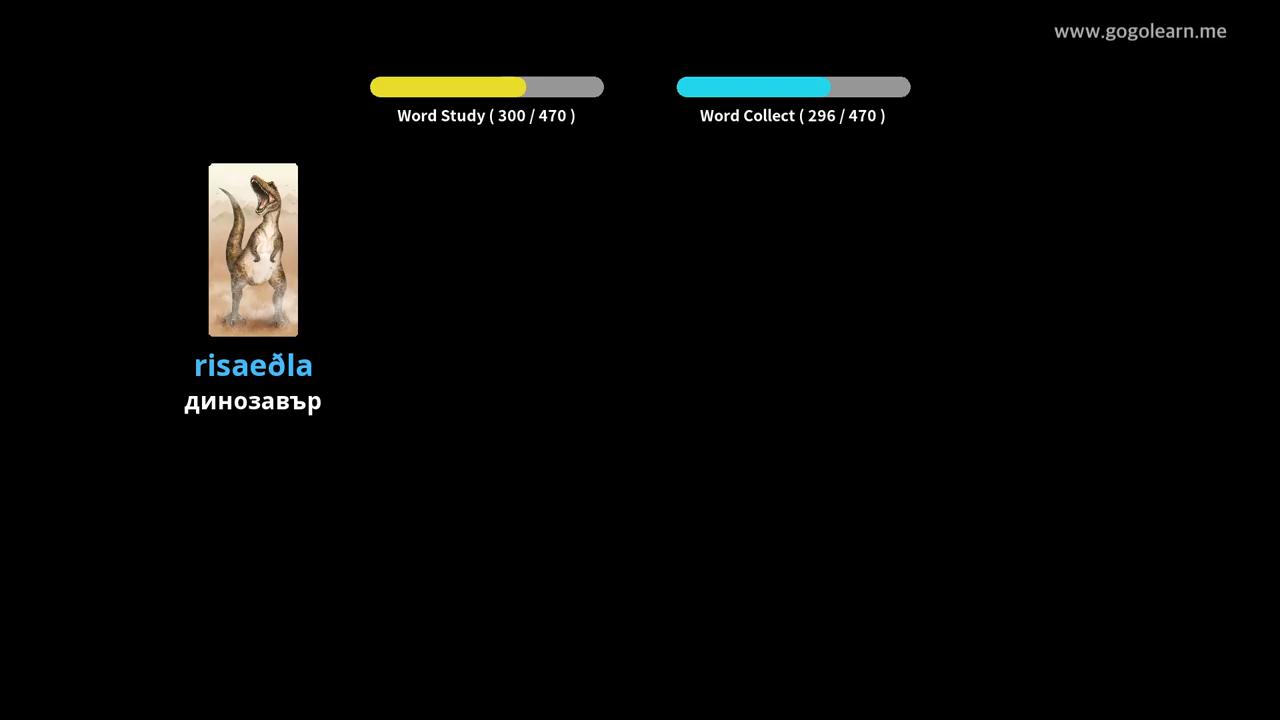 www.gogolearn.me
Word Study ( 300 / 470 )
Word Collect ( 296 / 470 )
risaeðla
динозавър